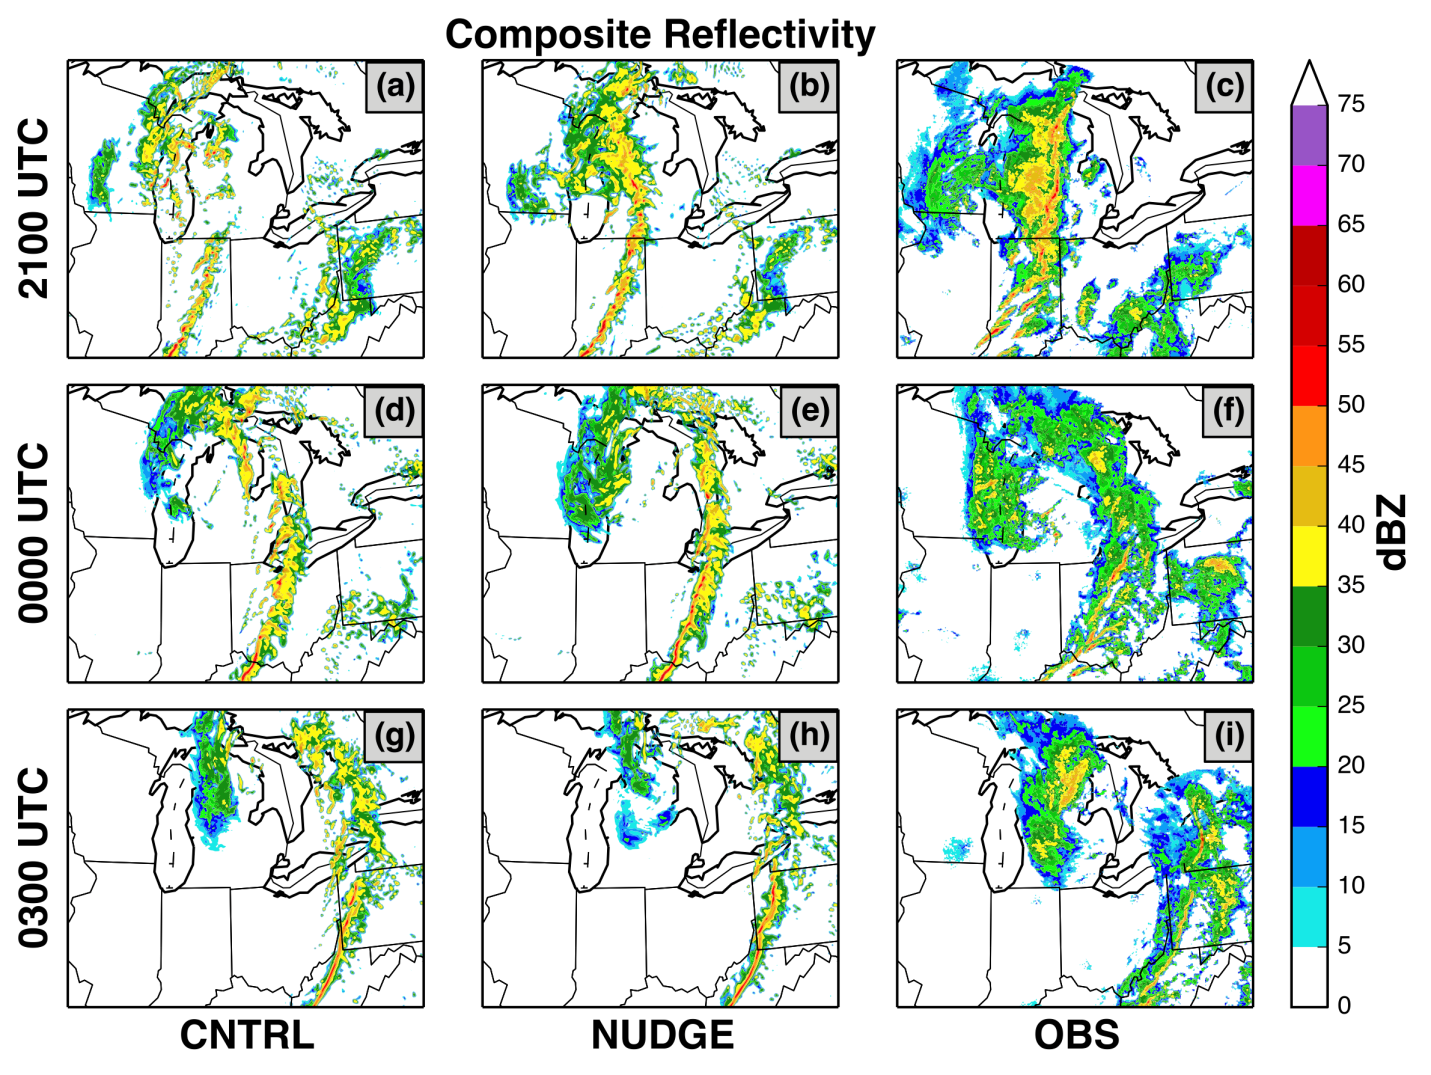 Composite Reflectivity
2100 UTC
(a)
(b)
(c)
0000 UTC
(d)
(e)
(f)
0300 UTC
(g)
(h)
(i)
CNTRL
NUDGE
OBS
75
70
65
60
55
50
45
40
35
30
25
20
15
10
5
0
dBZ